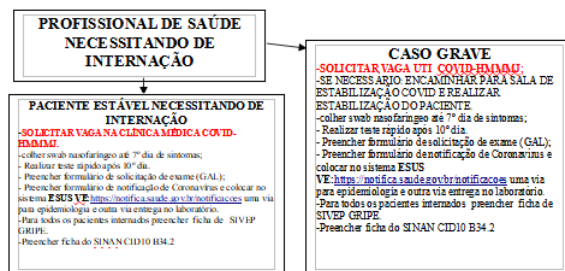 PROFISSIONAL DE SAÚDE
NECESSITANDO DE
INTERNAÇÃO
PACIENTE ESTÁVEL NECESSITANDO DE
INTERNAÇÃO
-SOLICITAR VAGA NA CLÍNICA MÉDICA COVID-
HMMMJ.
-colher swab nasofaríngeo até 7º dia de sintomas;
- Realizar teste rápido após 10º dia.
- Preencher formulário de solicitação de exame (GAL);
- Preencher formulário de notificação de Coronavírus e colocar no
sistema ESUS VE:https://notifica.saude.gov.br/notificacoes uma via
para epidemiologia e outra via entrega no laboratório.
-Para todos os pacientes internados preencher ficha de SIVEP
GRIPE.
-Preencher ficha do SINAN CID10 B34.2
CASO GRAVE
-SOLICITAR VAGA UTI COVID-HMMMJ;
-SE NECESSARIO: ENCAMINHAR PARA SALA DE
ESTABILIZAÇÃO COVID E REALIZAR
ESTABILIZAÇÃO DO PACIENTE.
-colher swab nasofaríngeo até 7º dia de sintomas;
- Realizar teste rápido após 10º dia.
- Preencher formulário de solicitação de exame (GAL);
- Preencher formulário de notificação de Coronavírus e
colocar no sistema ESUS
VE:https://notifica.saude.gov.br/notificacoes uma via
para epidemiologia e outra via entrega no laboratório.
-Para todos os pacientes internados preencher ficha de
SIVEP GRIPE.
-Preencher ficha do SINAN CID10 B34.2